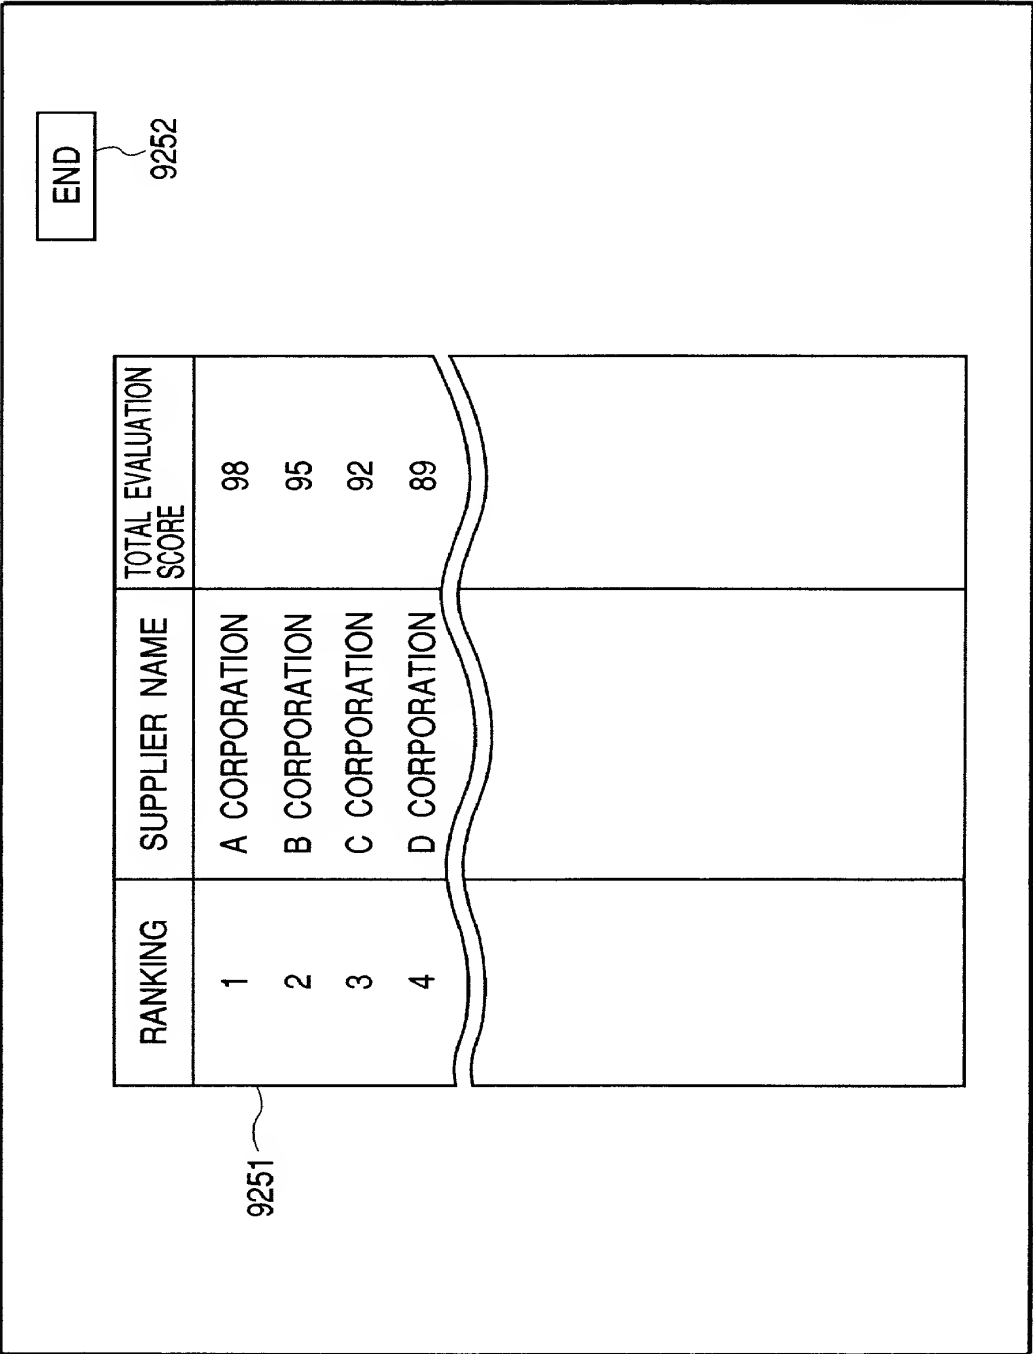 END
9252
RANKING SUPPLIER NAME TOTAL EVALUATION
SCORE
1 A CORPORATION 98
2 B CORPORATION 95
3 C CORPORATION 92
4 D CORPORATION 89
9251